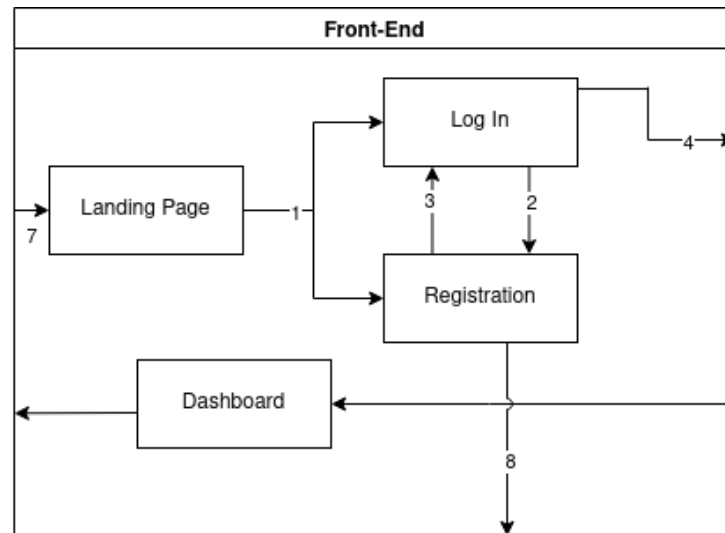 Front-End
Log In
4
Landing Page
1
3
2
7
Registration
Dashboard
8